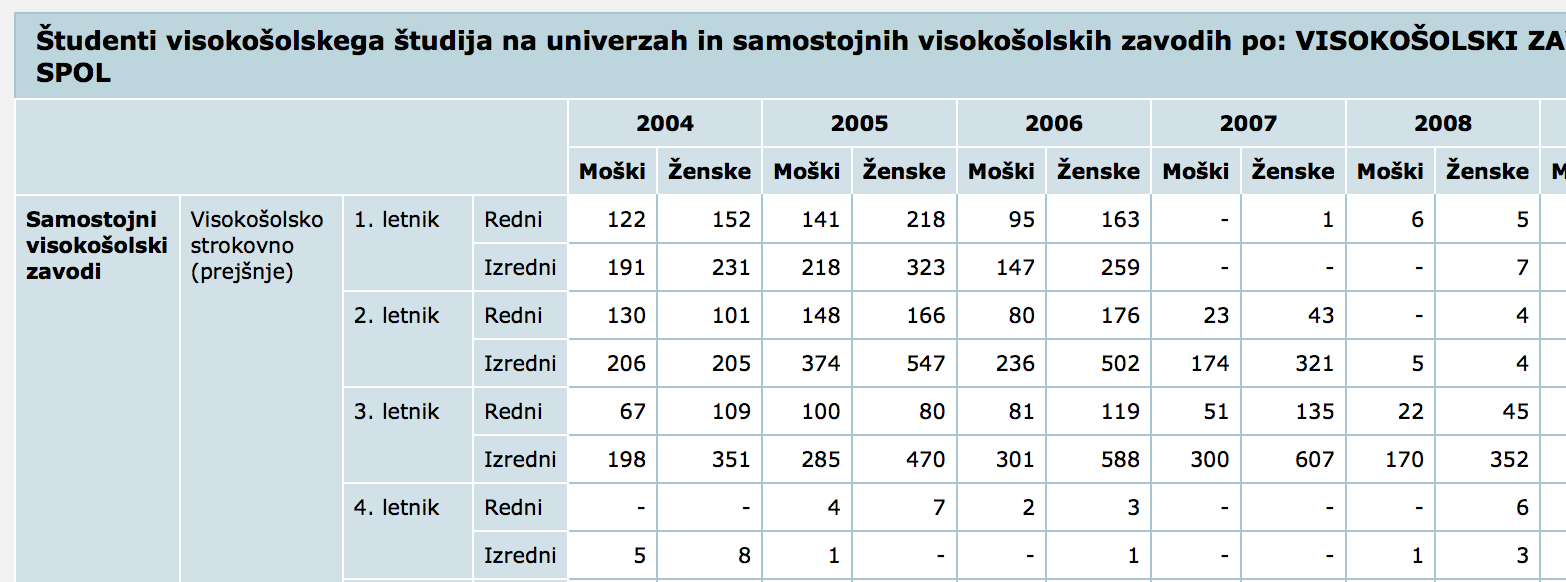 Študenti visokošolskega študija na univerzah in samostojnih visokošolskih zavodih po: VISOKOŠOLSKI
SPOL
2004 2005 2006 2007 2008
Moški Ženske Moški Ženske Moški Ženske Moški Ženske Moški Ženske
Samostojni visokošolski zavodi Visokošolsko strokovno (prejšnje) 1. letnik Redni 122 152 141 218 95 163 - 1 6 5
Izredni 191 231 218 323 147 259 - - - 7
2. letnik Redni 130 101 148 166 80 176 23 43 - 4
Izredni 206 205 374 547 236 502 174 321 5 4
3. letnik Redni 67 109 100 80 81 119 51 135 22 45
Izredni 198 351 285 470 301 588 300 607 170 352
4. letnik Redni - - 4 7 2 3 - - - 6
Izredni 5 8 1 - - 1 - - 1 3